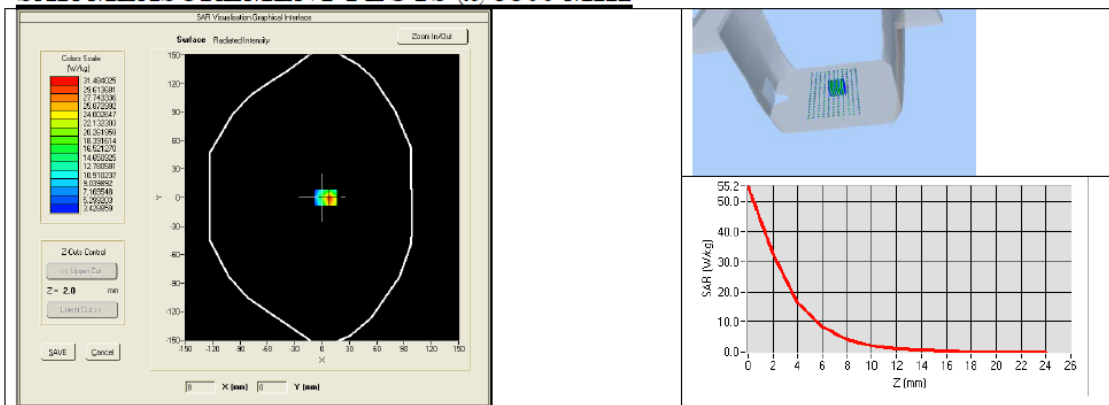 SAR Visualisation Graphical Interface
Surface Radiated Intensity
Zoom In/Out
Colors Scale
(W/kg)
31.484025
29.613681
27.743336
25.872992
24.002647
22.132303
20.261959
18.391614
16.521270
14.650925
12.780581
10.910237
9.039892
7.169548
5.299203
3.428859
Z-Cuts Control
<< Upper Cut
Z = 2.0 mm
Lower Cut >>
SAVE
Cancel
150
120
90
60
30
0
-30
-60
-90
-120
-150
Y
-150 -120 -90 -60 -30 0 30 60 90 120 150
X
8 X (mm) 0 Y (mm)
55.2
50.0
40.0
30.0
20.0
10.0
0.0
SAR (W/kg)
0 2 4 6 8 10 12 14 16 18 20 22 24 26
Z (mm)